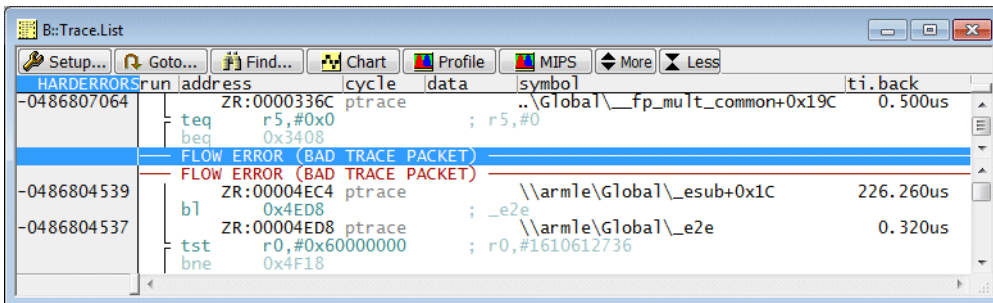 B::Trace.List
Setup... Goto... Find... Chart Profile MIPS More Less
HARDERRORS run address cycle data symbol ti.back
-0486807064 ZR:0000336C ptrace ..\Global\__fp_mult_common+0x19C 0.500us
teq r5,#0x0 ; r5,#0
beq 0x3408
FLOW ERROR (BAD TRACE PACKET)
FLOW ERROR (BAD TRACE PACKET)
-0486804539 ZR:00004EC4 ptrace \\armle\Global\_esub+0x1C 226.260us
bl 0x4ED8 ; _e2e
-0486804537 ZR:00004ED8 ptrace \\armle\Global\_e2e 0.320us
tst r0,#0x60000000 ; r0,#1610612736
bne 0x4F18